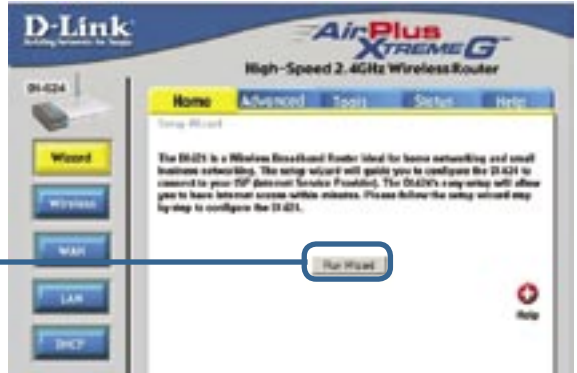 D-Link
Building Networks for People
AirPlus
XTREME G
High-Speed 2.4GHz Wireless Router
DI-624
Home Advanced Tools Status Help
Setup Wizard
Wizard
Wireless
WAN
LAN
DHCP
The DI-624 is a Wireless Broadband Router ideal for home networking and small
business networking. The setup wizard will guide you to configure the DI-624 to
connect to your ISP (Internet Service Provider). The DI-624's easy setup will allow
you to have Internet access within minutes. Please follow the setup wizard step
by step to configure the DI-624.
Run Wizard
Help